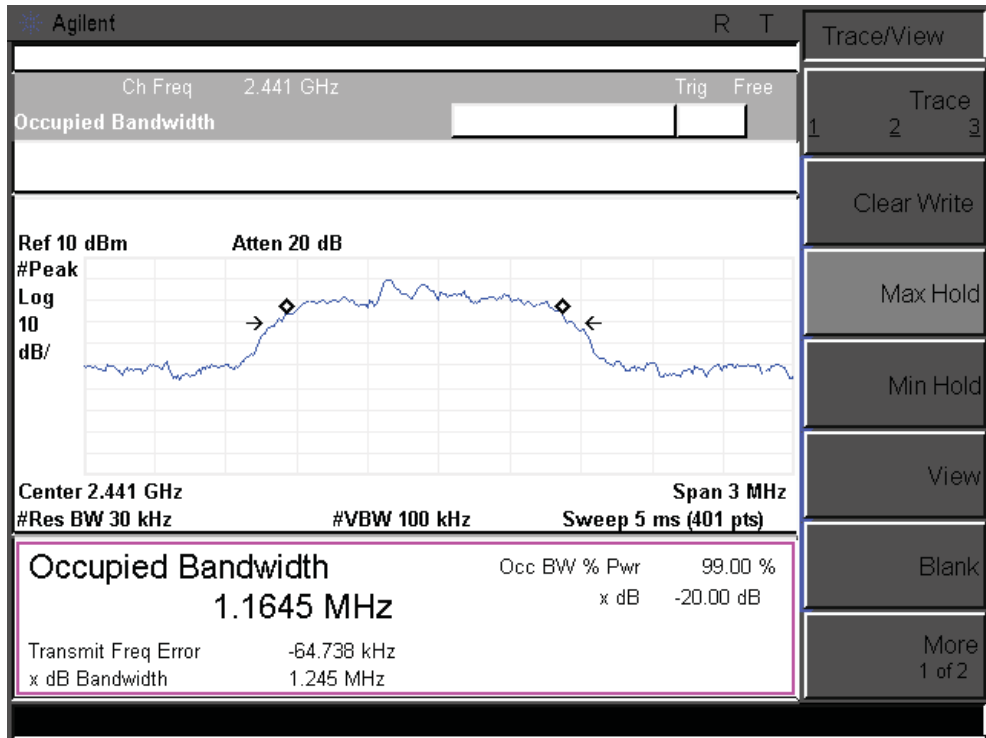 Agilent R T
Trace/View
Ch Freq 2.441 GHz Trig Free
Occupied Bandwidth
Trace
1 2 3
Clear Write
Ref 10 dBm Atten 20 dB
#Peak
Log
10
dB/
Max Hold
Min Hold
Center 2.441 GHz Span 3 MHz
#Res BW 30 kHz #VBW 100 kHz Sweep 5 ms (401 pts)
View
Occupied Bandwidth
1.1645 MHz
Occ BW % Pwr 99.00 %
x dB -20.00 dB
Transmit Freq Error -64.738 kHz
x dB Bandwidth 1.245 MHz
Blank
More
1 of 2